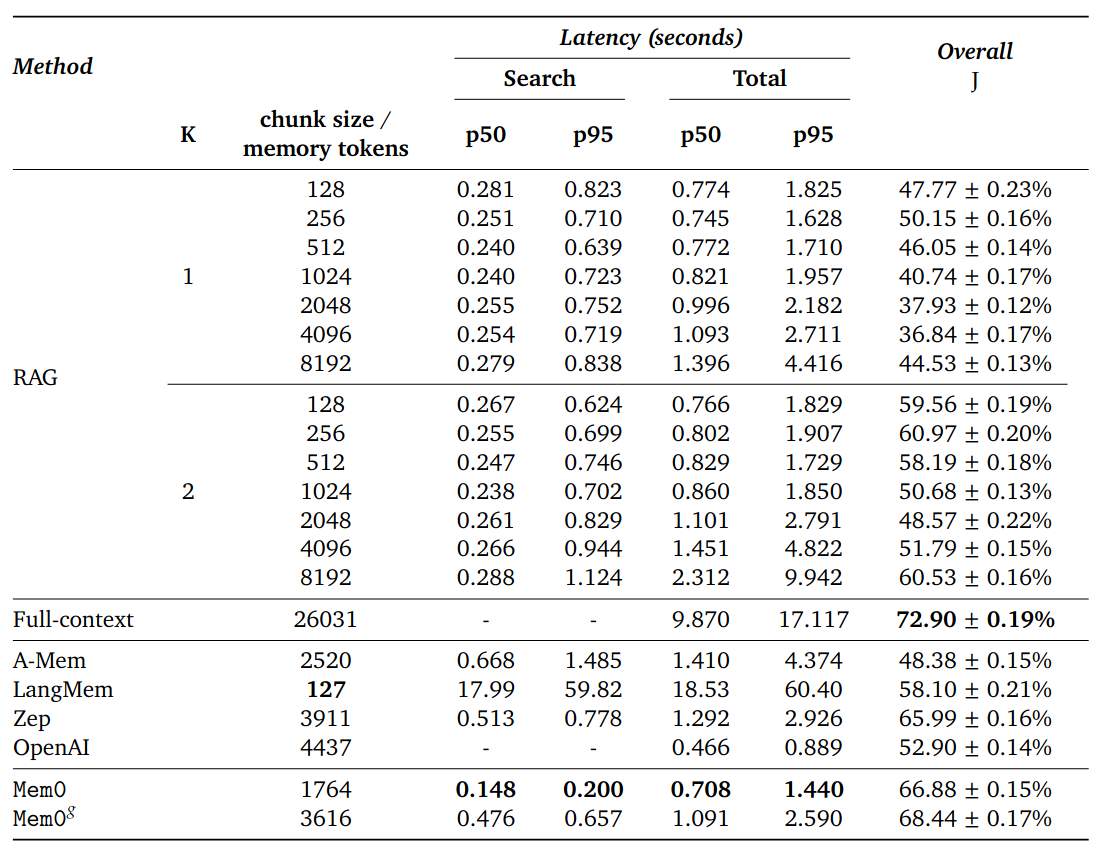 Latency (seconds) Overall
Method
Search Total J
K chunk size / memory tokens p50 p95 p50 p95
128 0.281 0.823 0.774 1.825 47.77 ± 0.23%
256 0.251 0.710 0.745 1.628 50.15 ± 0.16%
512 0.240 0.639 0.772 1.710 46.05 ± 0.14%
1 1024 0.240 0.723 0.821 1.957 40.74 ± 0.17%
2048 0.255 0.752 0.996 2.182 37.93 ± 0.12%
4096 0.254 0.719 1.093 2.711 36.84 ± 0.17%
8192 0.279 0.838 1.396 4.416 44.53 ± 0.13%
RAG
128 0.267 0.624 0.766 1.829 59.56 ± 0.19%
256 0.255 0.699 0.802 1.907 60.97 ± 0.20%
512 0.247 0.746 0.829 1.729 58.19 ± 0.18%
2 1024 0.238 0.702 0.860 1.850 50.68 ± 0.13%
2048 0.261 0.829 1.101 2.791 48.57 ± 0.22%
4096 0.266 0.944 1.451 4.822 51.79 ± 0.15%
8192 0.288 1.124 2.312 9.942 60.53 ± 0.16%
Full-context 26031 - - 9.870 17.117 72.90 ± 0.19%
A-Mem 2520 0.668 1.485 1.410 4.374 48.38 ± 0.15%
LangMem 127 17.99 59.82 18.53 60.40 58.10 ± 0.21%
Zep 3911 0.513 0.778 1.292 2.926 65.99 ± 0.16%
OpenAI 4437 - - 0.466 0.889 52.90 ± 0.14%
Mem0 1764 0.148 0.200 0.708 1.440 66.88 ± 0.15%
Mem0g 3616 0.476 0.657 1.091 2.590 68.44 ± 0.17%